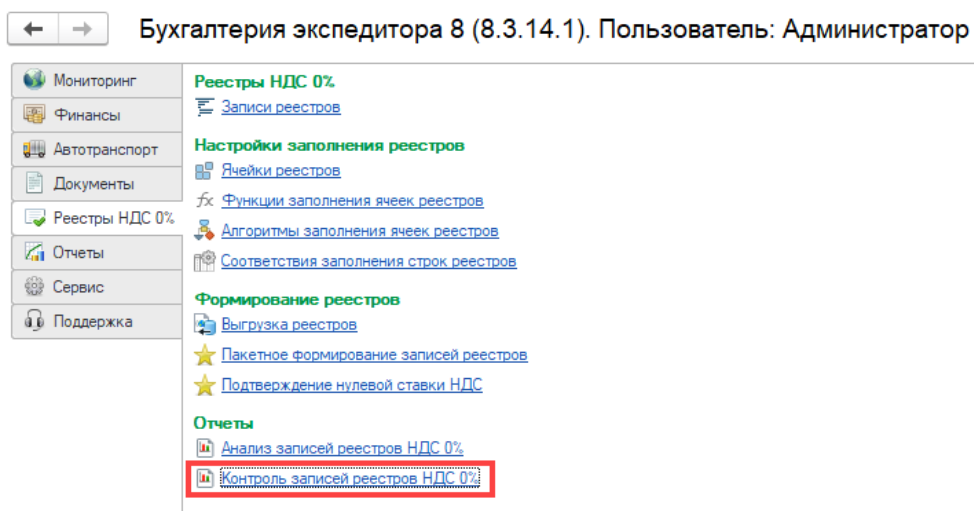 Бухгалтерия экспедитора 8 (8.3.14.1). Пользователь: Администратор
Мониторинг
Финансы
Автотранспорт
Документы
Реестры НДС 0%
Отчеты
Сервис
Поддержка
Реестры НДС 0%
Записи реестров
Настройки заполнения реестров
Ячейки реестров
fx Функции заполнения ячеек реестров
Алгоритмы заполнения ячеек реестров
Соответствия заполнения строк реестров
Формирование реестров
Выгрузка реестров
Пакетное формирование записей реестров
Подтверждение нулевой ставки НДС
Отчеты
Анализ записей реестров НДС 0%
Контроль записей реестров НДС 0%